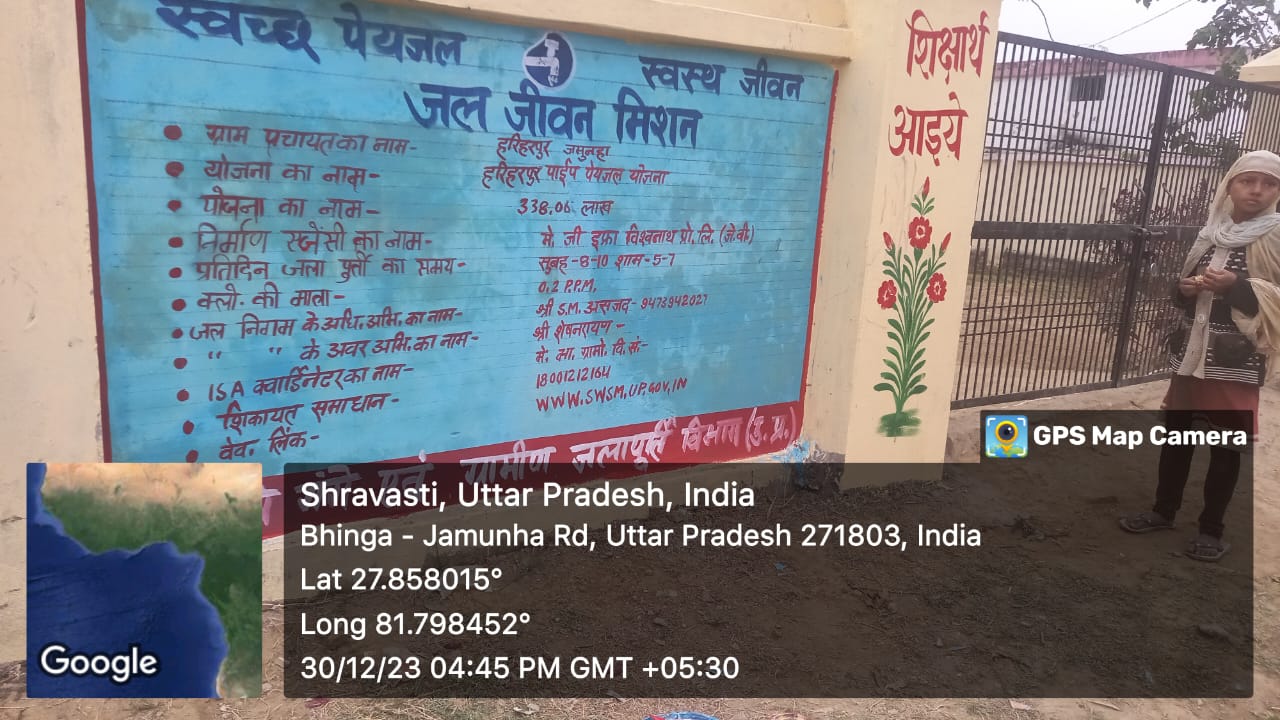 स्वच्छ पेयजल स्वस्थ जीवन
जल जीवन मिशन
ग्राम पंचायत का नाम- हरिहरपुर जमुनहा
योजना का नाम- हरिहरपुर पाईप पेयजल योजना
योजना का नाम- 338.06 लाख
निर्माण एजेंसी का नाम- मे. जी इफ्रा विश्वनाथ प्रो. लि. (जे.वी.)
प्रतिदिन जला पुर्ती का समय- सुबह-8-10 शाम-5-7
क्लो. की मात्रा- 0.2 P.P.M.
जल निगम के अधि. अभि. का नाम- श्री S.M. असजद- 9473942027
" " के अवर अभि. का नाम- श्री शेषनरायण-
ISA क्वार्डिनेटर का नाम- मे. सा. ग्रामो. वि. सं.-
शिकायत समाधान- 18001212164
वेव. लिंक- WWW.SWSM.UP.GOV.IN
ग्रामीण जलापूर्ति विभाग (उ.प्र.)
शिक्षार्थ
आइये
GPS Map Camera
Shravasti, Uttar Pradesh, India
Bhinga - Jamunha Rd, Uttar Pradesh 271803, India
Lat 27.858015°
Long 81.798452°
30/12/23 04:45 PM GMT +05:30
Google